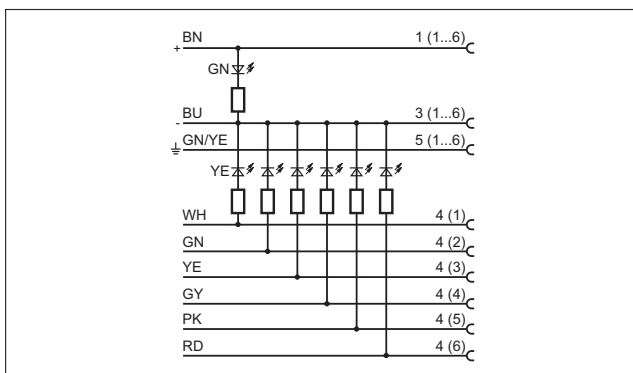 BN 1 (1...6)
+
GN
BU 3 (1...6)
-
GN/YE 5 (1...6)
YE
WH 4 (1)
GN 4 (2)
YE 4 (3)
GY 4 (4)
PK 4 (5)
RD 4 (6)